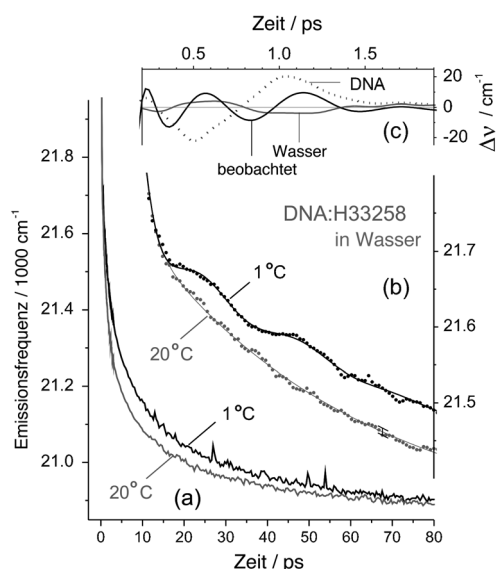 Zeit / ps
0.5 1.0 1.5
DNA
20
0
-20
Δν / cm⁻¹
(c)
Wasser
beobachtet
21.8
21.6
21.4
21.2
21.0
Emissionsfrequenz / 1000 cm⁻¹
DNA:H33258
in Wasser
21.7
21.6
21.5
(b)
1°C
20°C
1°C
20°C
(a)
0 10 20 30 40 50 60 70 80
Zeit / ps